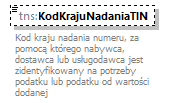 tns:KodKrajuNadaniaTIN
Kod kraju nadania numeru, za
pomocą którego nabywca,
dostawca lub usługodawca jest
zidentyfikowany na potrzeby
podatku lub podatku od wartości
dodanej